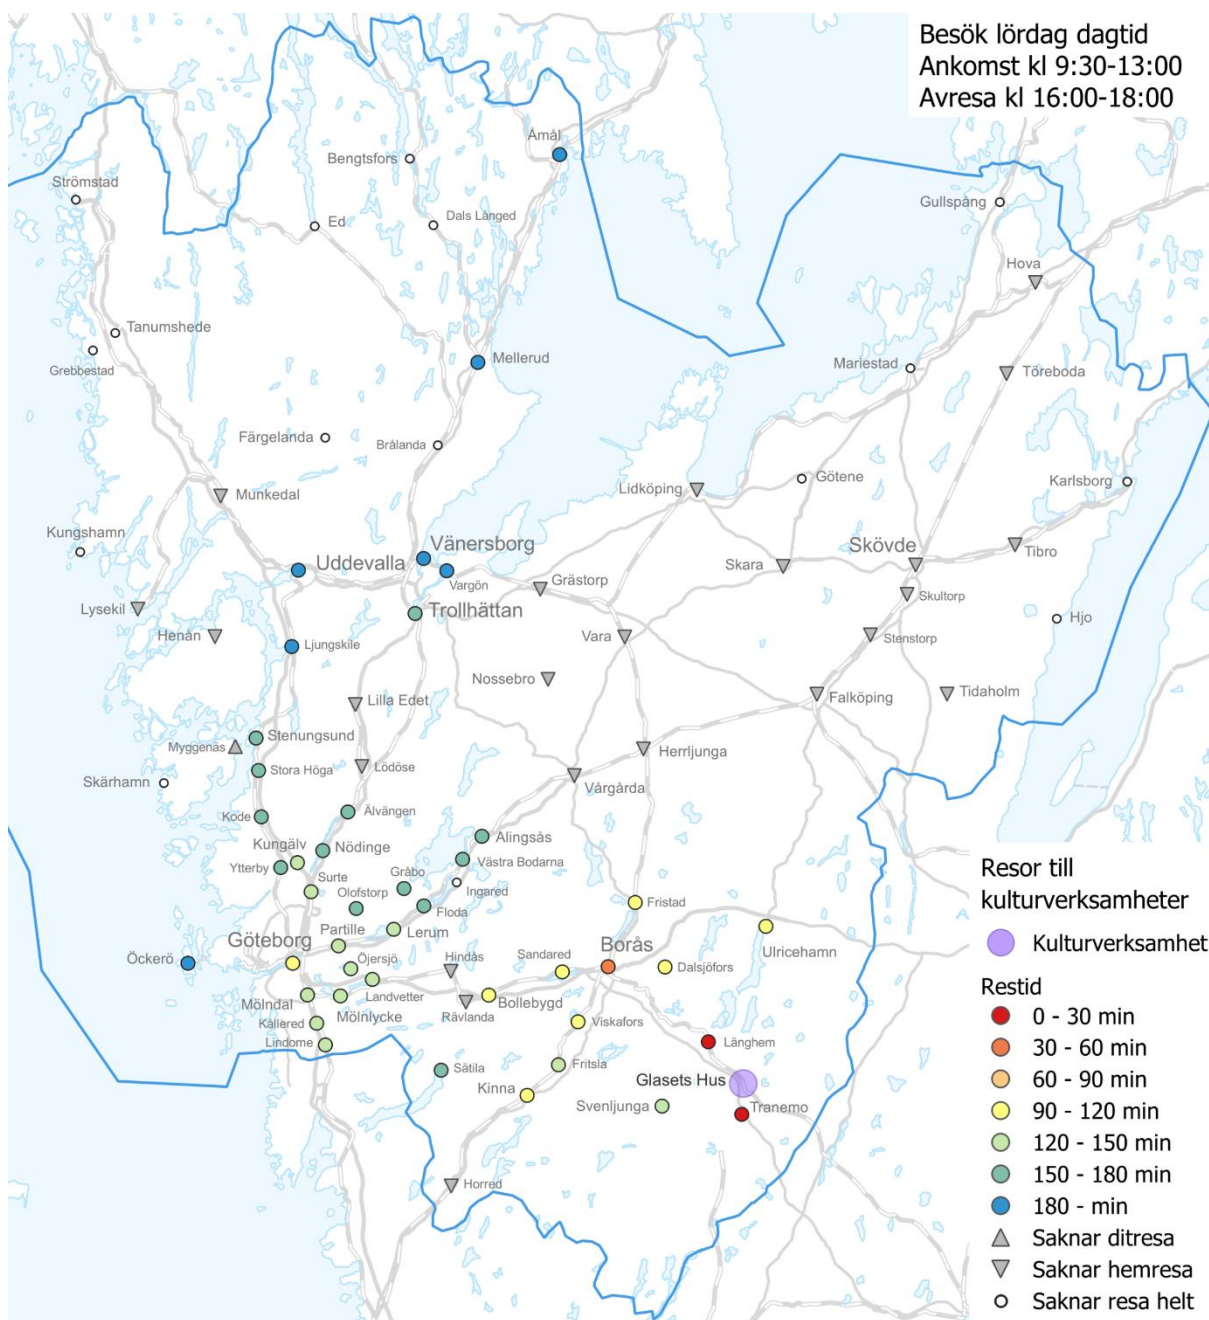 Besök lördag dagtid
Ankomst kl 9:30-13:00
Avresa kl 16:00-18:00
Åmål
Bengtsfors
Strömstad
Ed
Dals Långed
Gullspång
Hova
Tanumshede
Grebbestad
Mellerud
Mariestad
Töreboda
Färgelanda
Brålanda
Munkedal
Lidköping
Götene
Karlsborg
Kungshamn
Uddevalla
Vänersborg
Vargön
Skövde
Tibro
Skara
Grästorp
Lysekil
Trollhättan
Skultorp
Henån
Ljungskile
Vara
Stenstorp
Hjo
Nossebro
Lilla Edet
Falköping
Tidaholm
Stenungsund
Myggenäs
Herrljunga
Stora Höga
Lödöse
Skärhamn
Vårgårda
Kode
Älvängen
Alingsås
Kungälv
Nödinge
Västra Bodarna
Ytterby
Surte
Gråbo
Ingared
Olofstorp
Floda
Fristad
Partille
Lerum
Göteborg
Borås
Ulricehamn
Öckerö
Öjersjö
Hindås
Sandared
Dalsjöfors
Landvetter
Mölndal
Mölnlycke
Rävlanda
Bollebygd
Kållered
Viskafors
Lindome
Länghem
Sätila
Fritsla
Glasets Hus
Kinna
Svenljunga
Tranemo
Horred
Resor till
kulturverksamheter
Kulturverksamhet
Restid
0 - 30 min
30 - 60 min
60 - 90 min
90 - 120 min
120 - 150 min
150 - 180 min
180 - min
Saknar ditresa
Saknar hemresa
Saknar resa helt